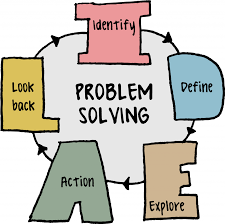 Identify
Define
Explore
Action
Look
back
PROBLEM
SOLVING